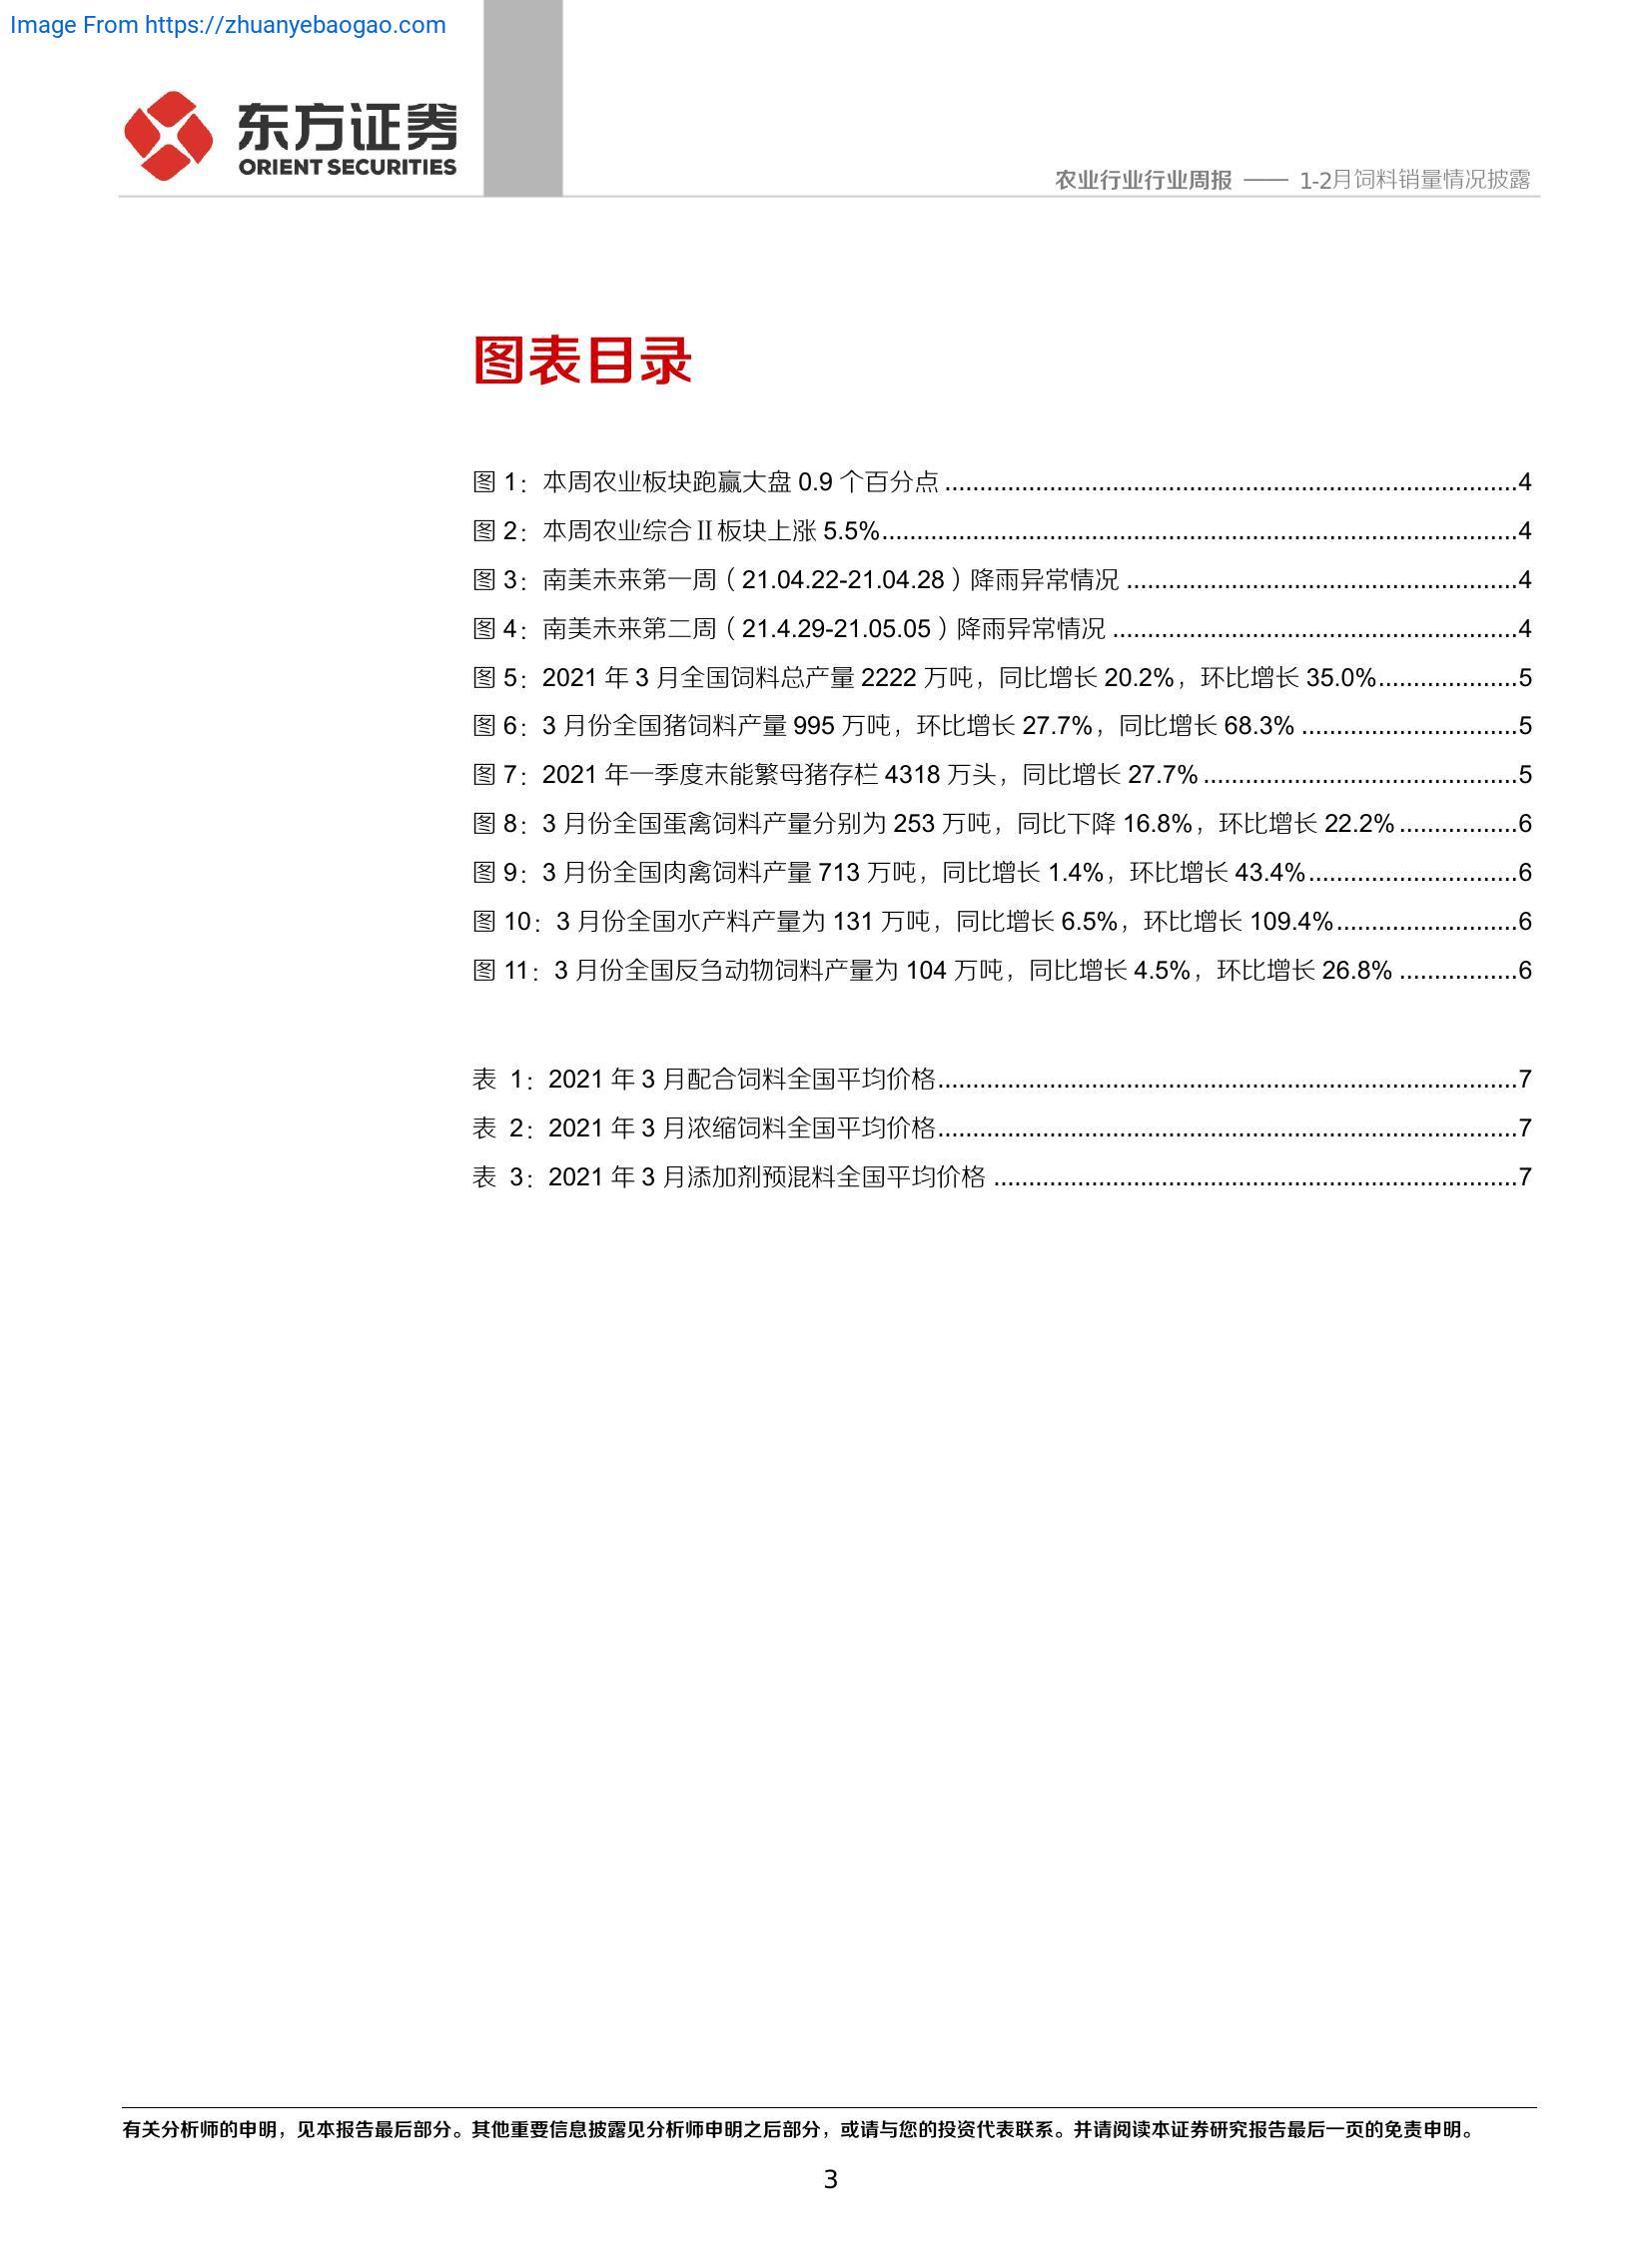 Image From https://zhuanyebaogao.com
东方证券
ORIENT SECURITIES
农业行业行业周报 —— 1-2月饲料销量情况披露
图表目录
图 1：本周农业板块跑赢大盘 0.9 个百分点 ..................................................................................4
图 2：本周农业综合Ⅱ板块上涨 5.5%...........................................................................................4
图 3：南美未来第一周（21.04.22-21.04.28）降雨异常情况 ........................................................4
图 4：南美未来第二周（21.4.29-21.05.05）降雨异常情况 ..........................................................4
图 5：2021 年 3 月全国饲料总产量 2222 万吨，同比增长 20.2%，环比增长 35.0%....................5
图 6：3 月份全国猪饲料产量 995 万吨，环比增长 27.7%，同比增长 68.3% ...............................5
图 7：2021 年一季度末能繁母猪存栏 4318 万头，同比增长 27.7% .............................................5
图 8：3 月份全国蛋禽饲料产量分别为 253 万吨，同比下降 16.8%，环比增长 22.2% .................6
图 9：3 月份全国肉禽饲料产量 713 万吨，同比增长 1.4%，环比增长 43.4%..............................6
图 10：3 月份全国水产料产量为 131 万吨，同比增长 6.5%，环比增长 109.4%..........................6
图 11：3 月份全国反刍动物饲料产量为 104 万吨，同比增长 4.5%，环比增长 26.8% .................6
表 1：2021 年 3 月配合饲料全国平均价格...................................................................................7
表 2：2021 年 3 月浓缩饲料全国平均价格...................................................................................7
表 3：2021 年 3 月添加剂预混料全国平均价格 ...........................................................................7
有关分析师的申明，见本报告最后部分。其他重要信息披露见分析师申明之后部分，或请与您的投资代表联系。并请阅读本证券研究报告最后一页的免责申明。
3